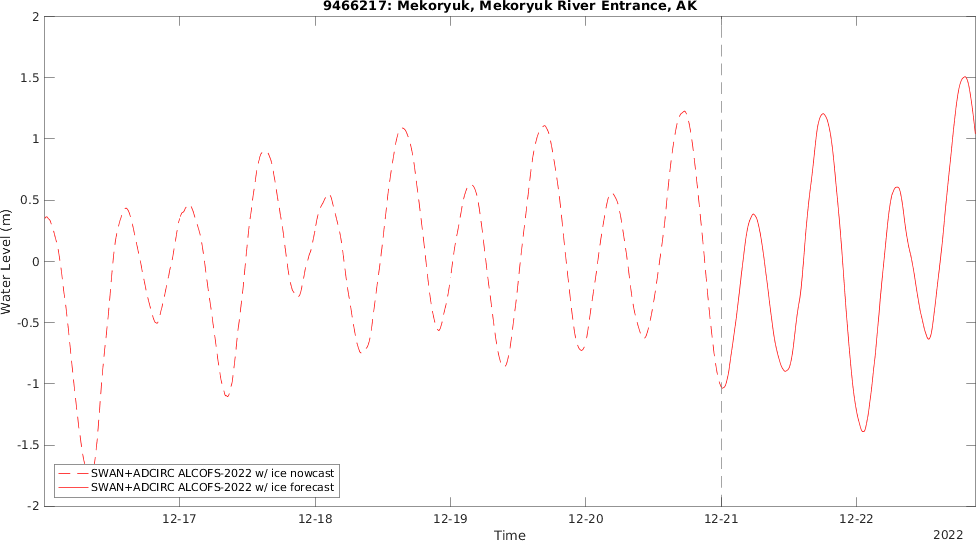 9466217: Mekoryuk, Mekoryuk River Entrance, AK
2
1.5
1
0.5
0
-0.5
-1
-1.5
-2
Water Level (m)
SWAN+ADCIRC ALCOFS-2022 w/ ice nowcast
SWAN+ADCIRC ALCOFS-2022 w/ ice forecast
12-17 12-18 12-19 12-20 12-21 12-22
Time
2022